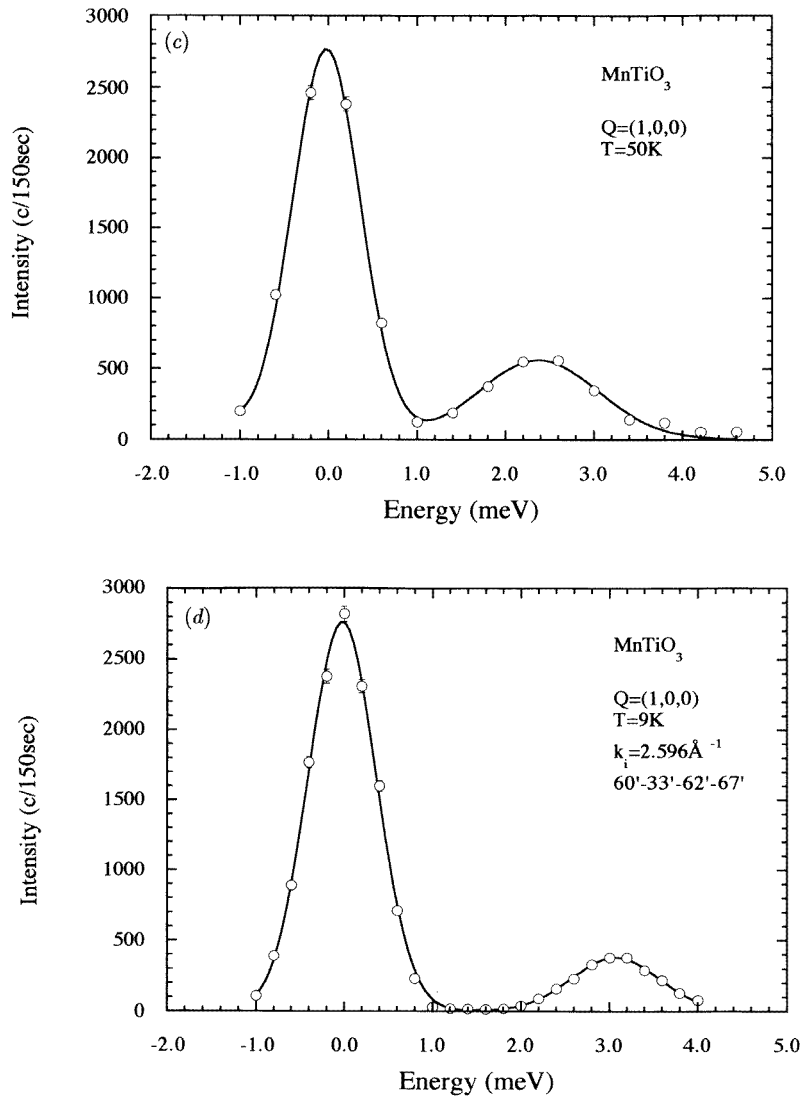 (c)
MnTiO3
Q=(1,0,0)
T=50K
Intensity (c/150sec)
3000
2500
2000
1500
1000
500
0
-2.0 -1.0 0.0 1.0 2.0 3.0 4.0 5.0
Energy (meV)
(d)
MnTiO3
Q=(1,0,0)
T=9K
ki=2.596Å -1
60'-33'-62'-67'
Intensity (c/150sec)
3000
2500
2000
1500
1000
500
0
-2.0 -1.0 0.0 1.0 2.0 3.0 4.0 5.0
Energy (meV)